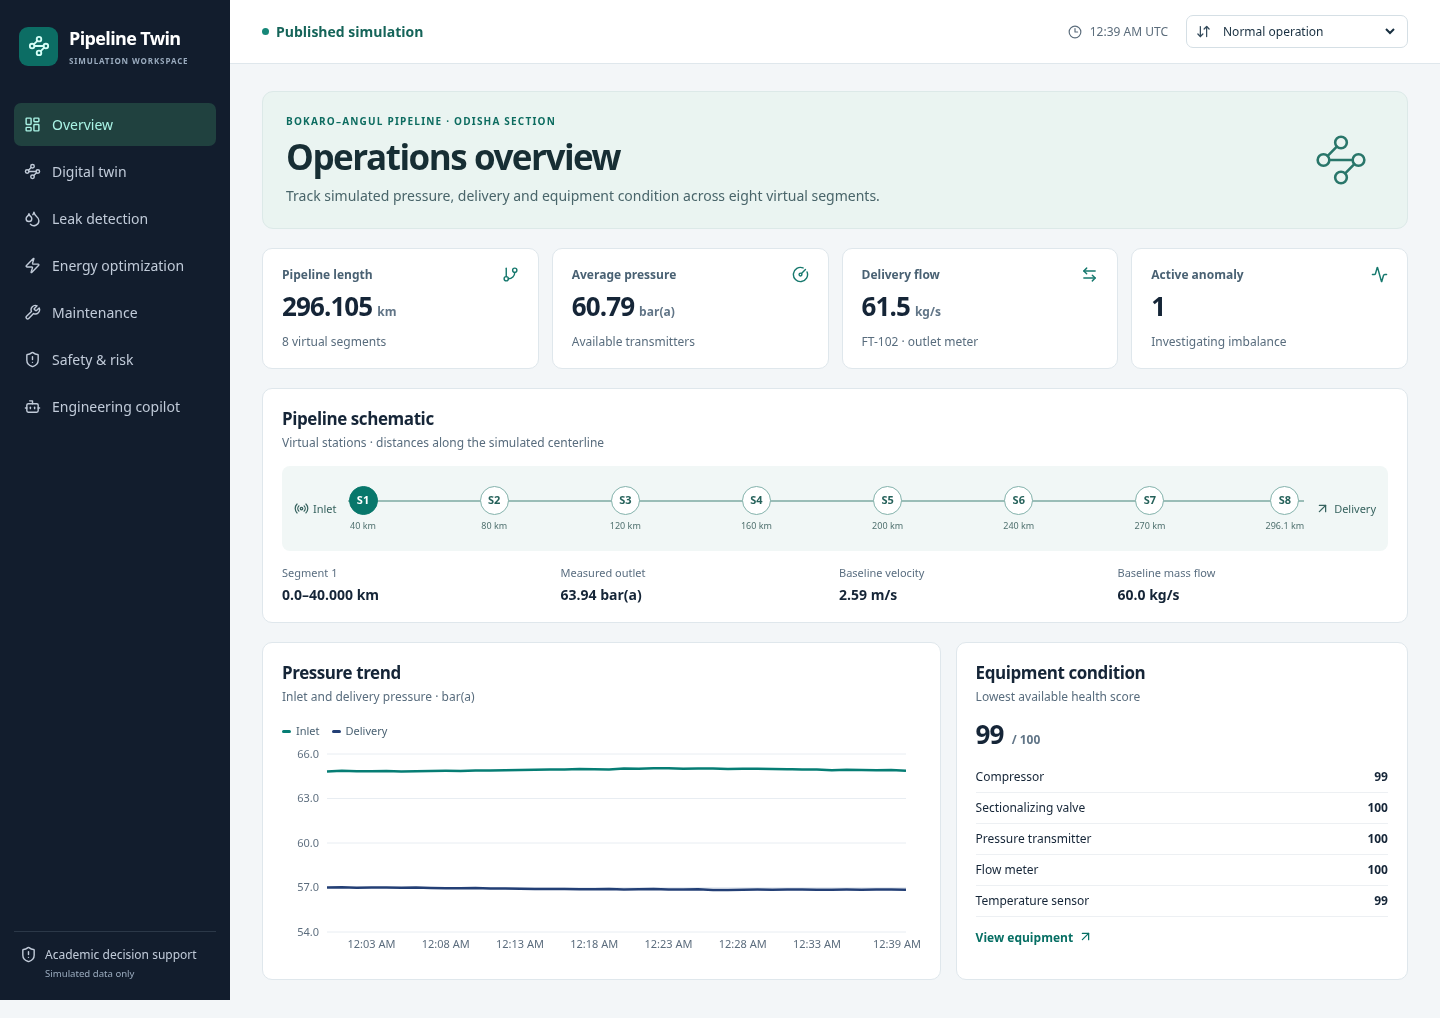 Pipeline Twin
SIMULATION WORKSPACE
Overview
Digital twin
Leak detection
Energy optimization
Maintenance
Safety & risk
Engineering copilot
Academic decision support
Simulated data only
Published simulation
12:39 AM UTC
Normal operation
BOKARO–ANGUL PIPELINE · ODISHA SECTION
Operations overview
Track simulated pressure, delivery and equipment condition across eight virtual segments.
Pipeline length
296.105 km
8 virtual segments
Average pressure
60.79 bar(a)
Available transmitters
Delivery flow
61.5 kg/s
FT-102 · outlet meter
Active anomaly
1
Investigating imbalance
Pipeline schematic
Virtual stations · distances along the simulated centerline
Inlet S1 S2 S3 S4 S5 S6 S7 S8 Delivery
40 km 80 km 120 km 160 km 200 km 240 km 270 km 296.1 km
Segment 1
0.0–40.000 km
Measured outlet
63.94 bar(a)
Baseline velocity
2.59 m/s
Baseline mass flow
60.0 kg/s
Pressure trend
Inlet and delivery pressure · bar(a)
Inlet Delivery
66.0
63.0
60.0
57.0
54.0
12:03 AM 12:08 AM 12:13 AM 12:18 AM 12:23 AM 12:28 AM 12:33 AM 12:39 AM
Equipment condition
Lowest available health score
99 / 100
Compressor 99
Sectionalizing valve 100
Pressure transmitter 100
Flow meter 100
Temperature sensor 99
View equipment